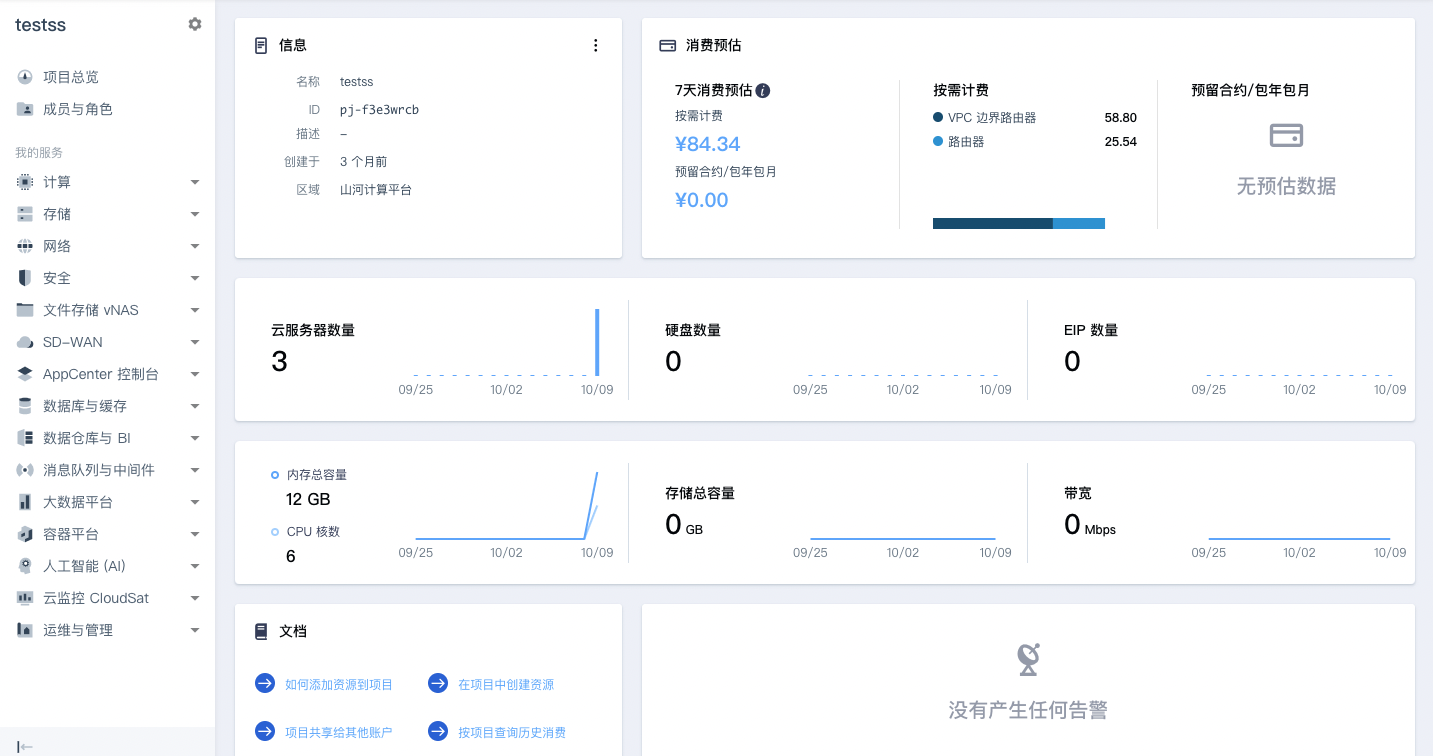 testss
项目总览
成员与角色
我的服务
计算
存储
网络
安全
文件存储 vNAS
SD-WAN
AppCenter 控制台
数据库与缓存
数据仓库与 BI
消息队列与中间件
大数据平台
容器平台
人工智能 (AI)
云监控 CloudSat
运维与管理
信息
名称 testss
ID pj-f3e3wrcb
描述 –
创建于 3 个月前
区域 山河计算平台
消费预估
7天消费预估
按需计费
¥84.34
预留合约/包年包月
¥0.00
按需计费
VPC 边界路由器 58.80
路由器 25.54
预留合约/包年包月
无预估数据
云服务器数量
3
09/25 10/02 10/09
硬盘数量
0
09/25 10/02 10/09
EIP 数量
0
09/25 10/02 10/09
内存总容量
12 GB
CPU 核数
6
09/25 10/02 10/09
存储总容量
0 GB
09/25 10/02 10/09
带宽
0 Mbps
09/25 10/02 10/09
文档
如何添加资源到项目 在项目中创建资源
项目共享给其他账户 按项目查询历史消费
没有产生任何告警